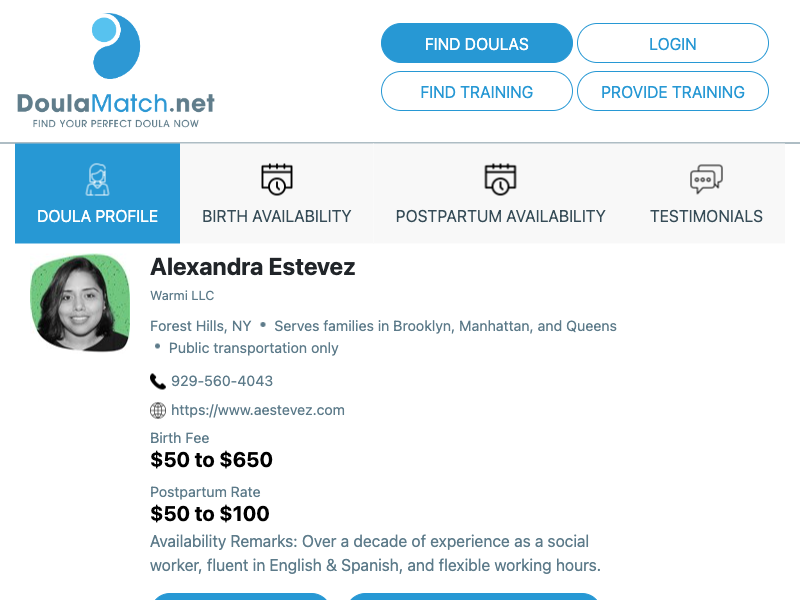 DoulaMatch.net
FIND YOUR PERFECT DOULA NOW
FIND DOULAS
LOGIN
FIND TRAINING
PROVIDE TRAINING
DOULA PROFILE
BIRTH AVAILABILITY
POSTPARTUM AVAILABILITY
TESTIMONIALS
Alexandra Estevez
Warmi LLC
Forest Hills, NY • Serves families in Brooklyn, Manhattan, and Queens
• Public transportation only
929-560-4043
https://www.aestevez.com
Birth Fee
$50 to $650
Postpartum Rate
$50 to $100
Availability Remarks: Over a decade of experience as a social
worker, fluent in English & Spanish, and flexible working hours.